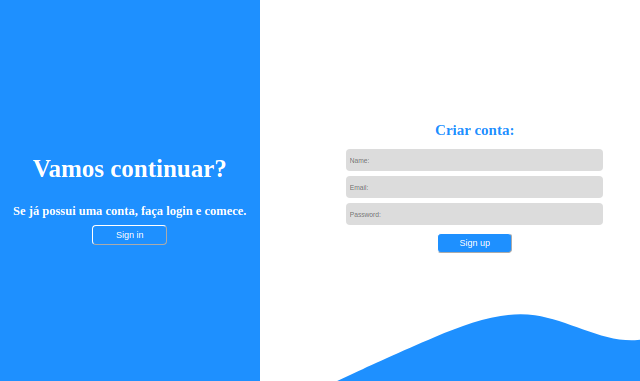 Vamos continuar?
Se já possui uma conta, faça login e comece.
Sign in
Criar conta:
Name:
Email:
Password:
Sign up